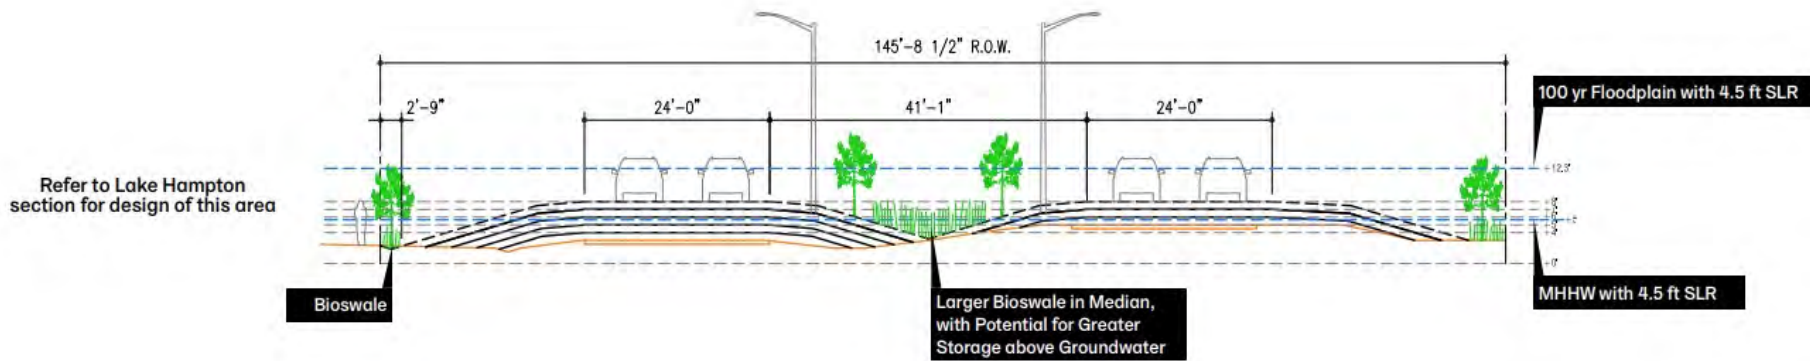 145'-8 1/2" R.O.W.
2'-9"
24'-0"
41'-1"
24'-0"
100 yr Floodplain with 4.5 ft SLR
Refer to Lake Hampton
section for design of this area
+12.3'
+0'
Bioswale
Larger Bioswale in Median,
with Potential for Greater
Storage above Groundwater
MHHW with 4.5 ft SLR